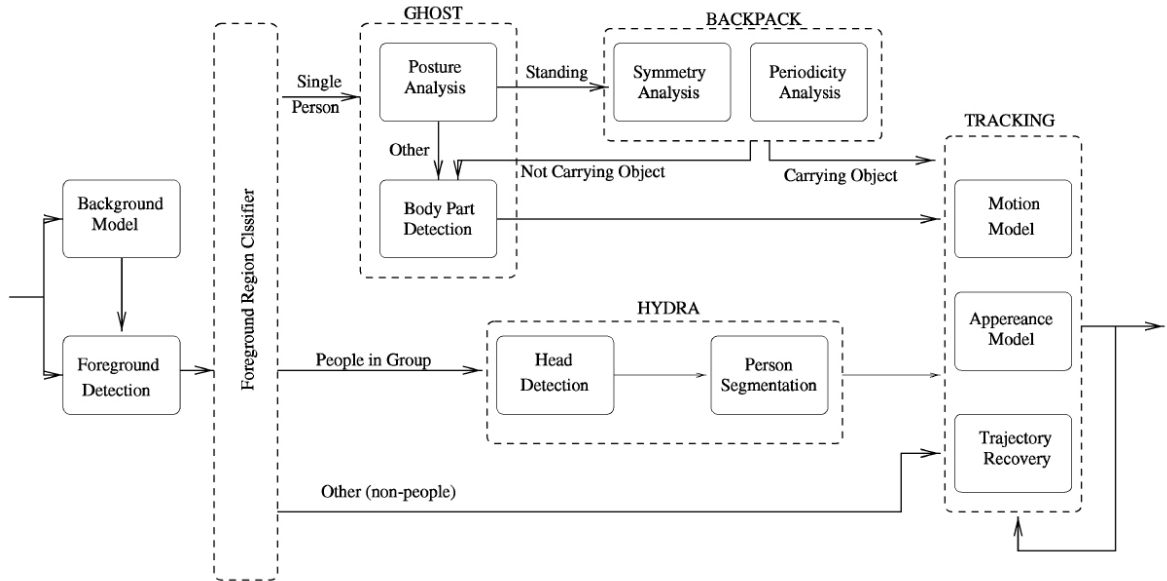 GHOST
BACKPACK
Posture
Analysis
Standing
Symmetry
Analysis
Periodicity
Analysis
Single
Person
TRACKING
Other
Not Carrying Object
Carrying Object
Background
Model
Body Part
Detection
Motion
Model
Foreground Region Clssifier
HYDRA
Appereance
Model
Foreground
Detection
People in Group
Head
Detection
Person
Segmentation
Trajectory
Recovery
Other (non-people)